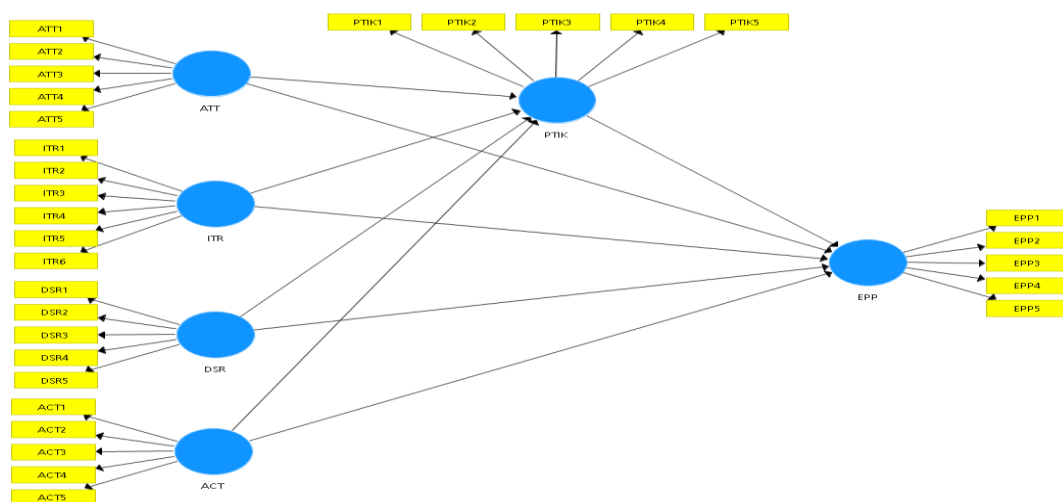 PTIK1
PTIK2
PTIK3
PTIK4
PTIK5
ATT1
ATT2
ATT3
ATT4
ATT5
ATT
PTIK
ITR1
ITR2
ITR3
ITR4
ITR5
ITR6
ITR
EPP1
EPP2
EPP3
EPP4
EPP5
EPP
DSR1
DSR2
DSR3
DSR4
DSR5
DSR
ACT1
ACT2
ACT3
ACT4
ACT5
ACT